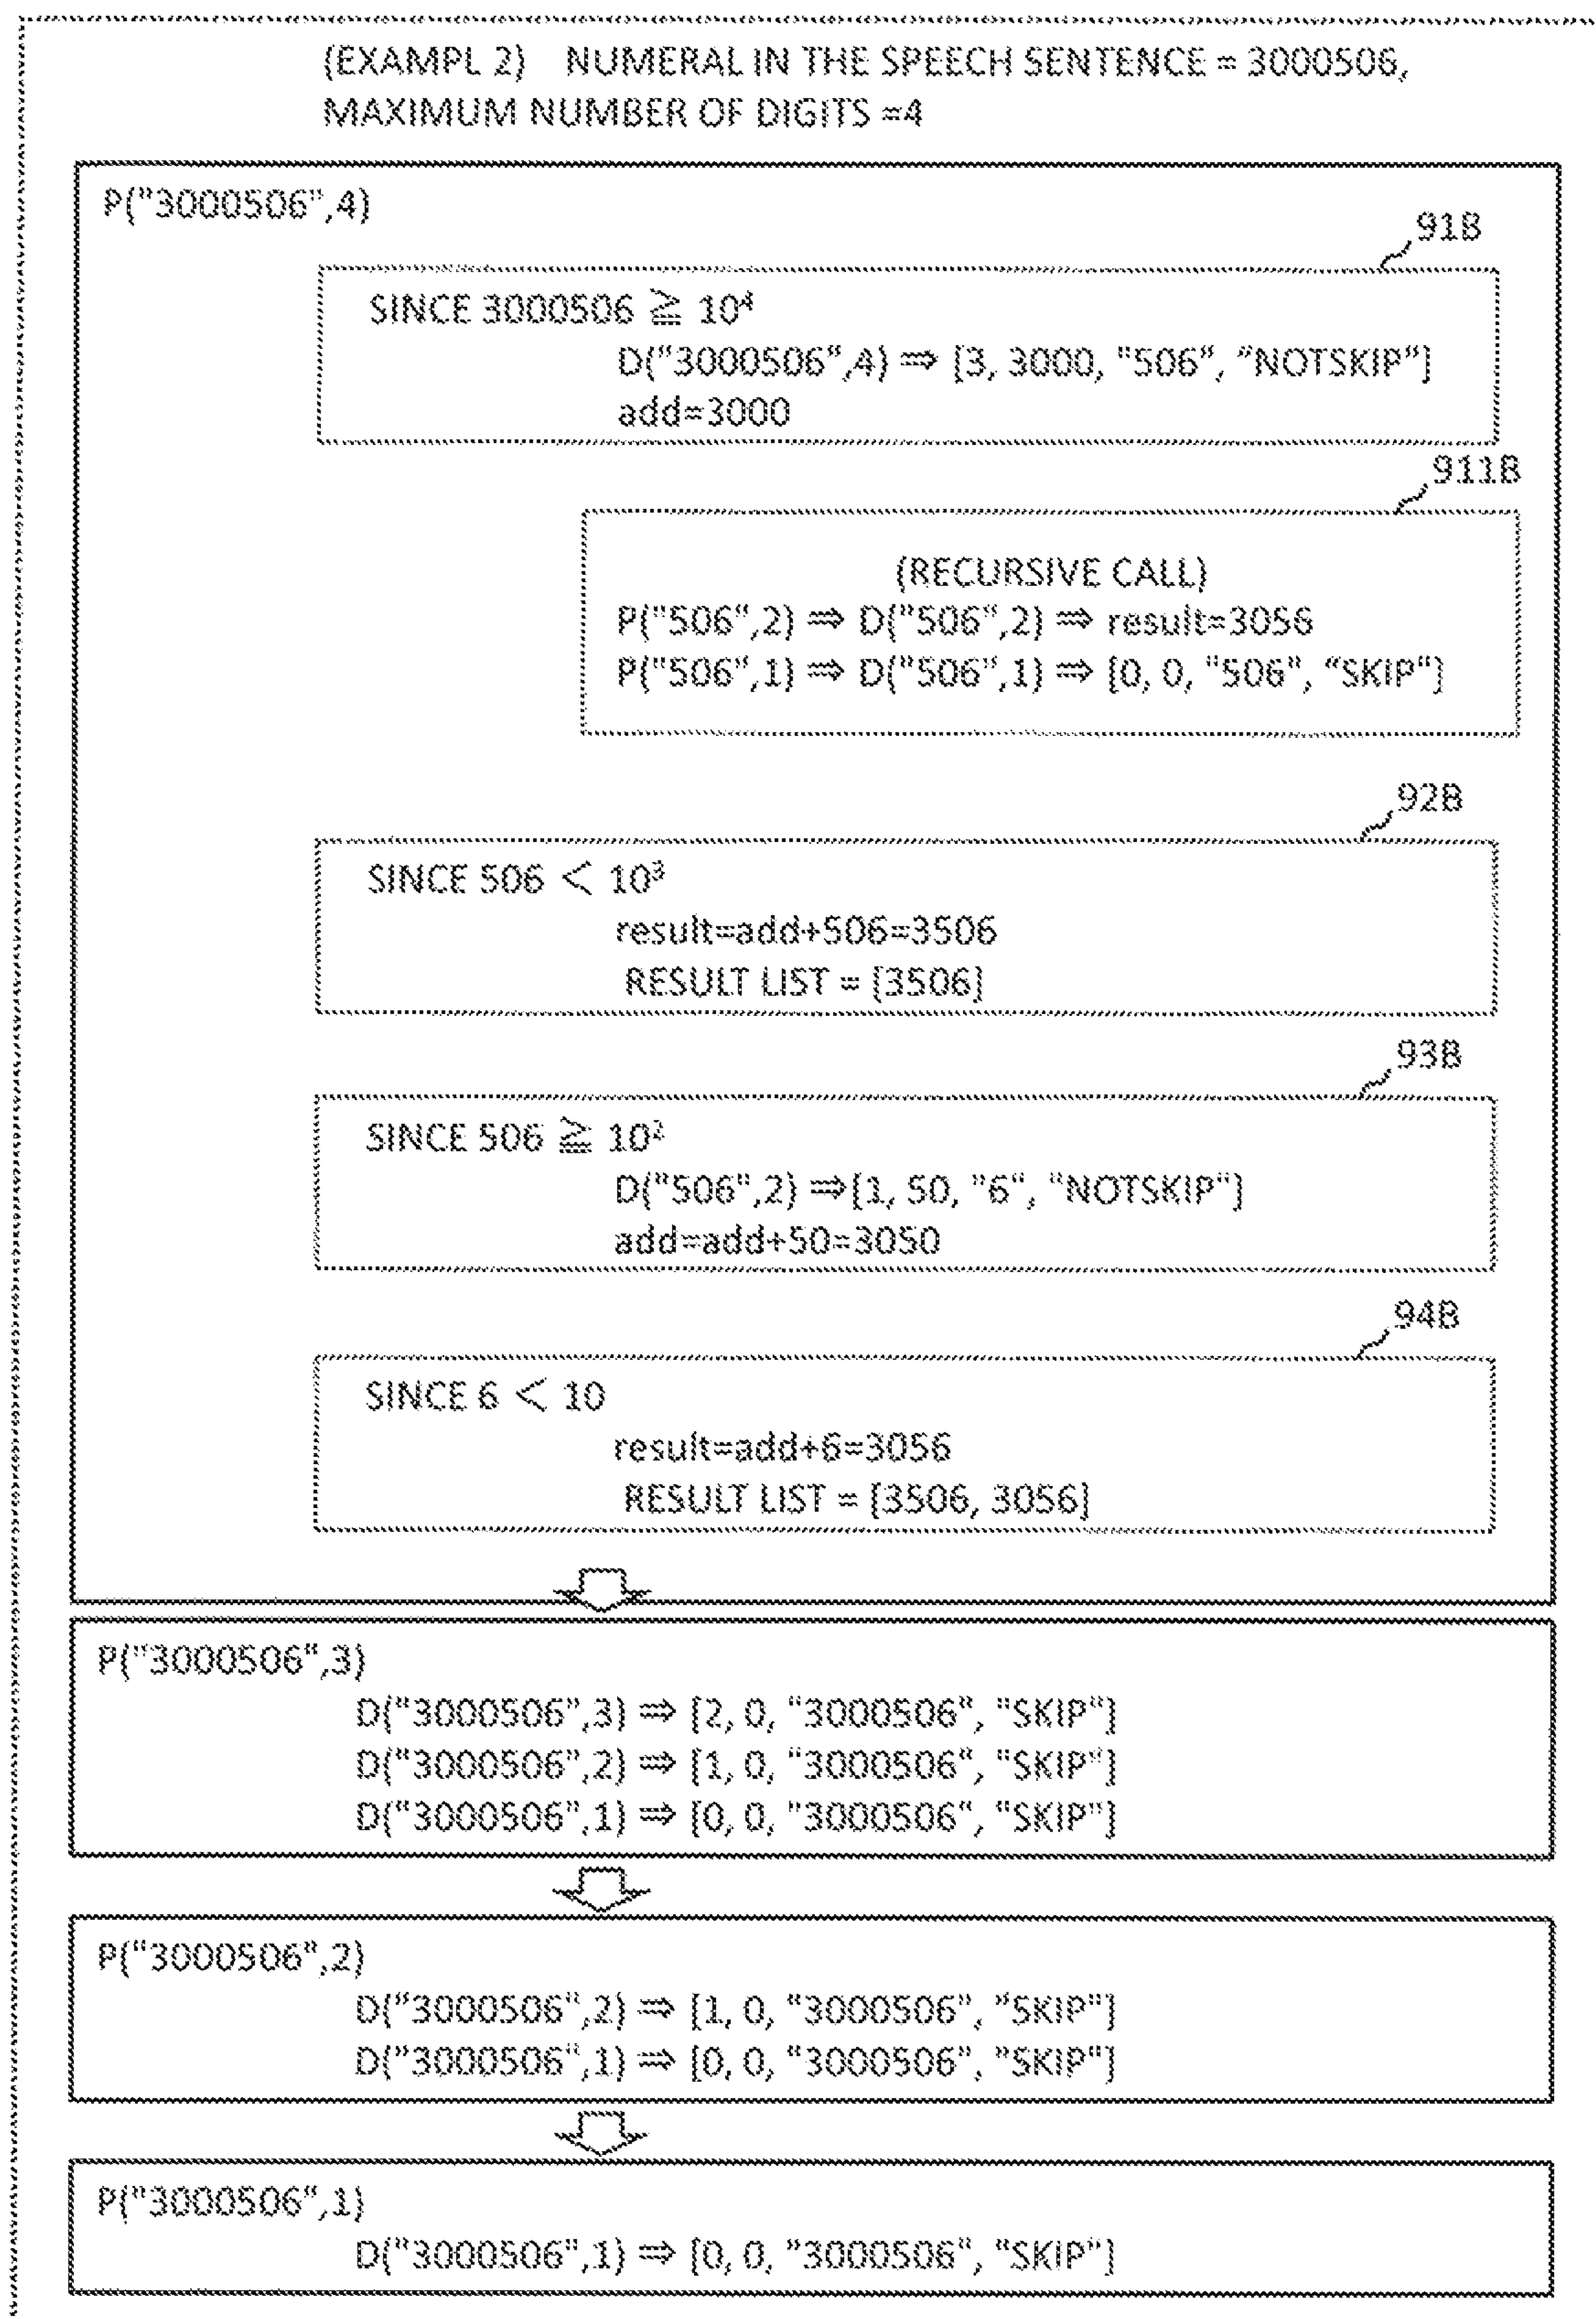 (EXAMPL 2) NUMERAL IN THE SPEECH SENTENCE = 3000506,
MAXIMUM NUMBER OF DIGITS =4
P("3000506",4)
91B
SINCE 3000506 ≧ 10⁴
D("3000506",4) ⇒ [3, 3000, "506", "NOTSKIP"]
add=3000
911B
(RECURSIVE CALL)
P("506",2) ⇒ D("506",2) ⇒ result=3056
P("506",1) ⇒ D("506",1) ⇒ [0, 0, "506", "SKIP"]
92B
SINCE 506 < 10³
result=add+506=3506
RESULT LIST = [3506]
93B
SINCE 506 ≧ 10²
D("506",2) ⇒[1, 50, "6", "NOTSKIP"]
add=add+50=3050
94B
SINCE 6 < 10
result=add+6=3056
RESULT LIST = [3506, 3056]
P("3000506",3)
D("3000506",3) ⇒ [2, 0, "3000506", "SKIP"]
D("3000506",2) ⇒ [1, 0, "3000506", "SKIP"]
D("3000506",1) ⇒ [0, 0, "3000506", "SKIP"]
P("3000506",2)
D("3000506",2) ⇒ [1, 0, "3000506", "SKIP"]
D("3000506",1) ⇒ [0, 0, "3000506", "SKIP"]
P("3000506",1)
D("3000506",1) ⇒ [0, 0, "3000506", "SKIP"]